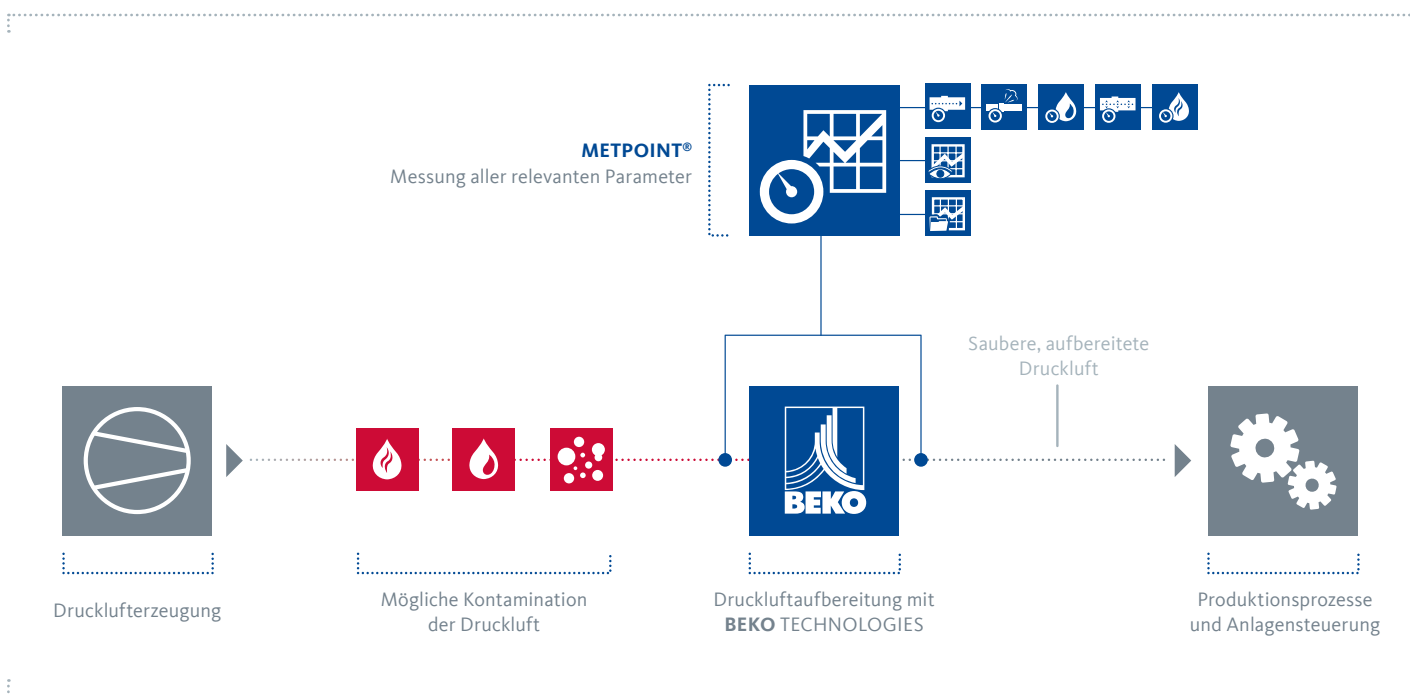 METPOINT®
Messung aller relevanten Parameter
Saubere, aufbereitete
Druckluft
BEKO
Drucklufterzeugung
Mögliche Kontamination
der Druckluft
Druckluftaufbereitung mit
BEKO TECHNOLOGIES
Produktionsprozesse
und Anlagensteuerung